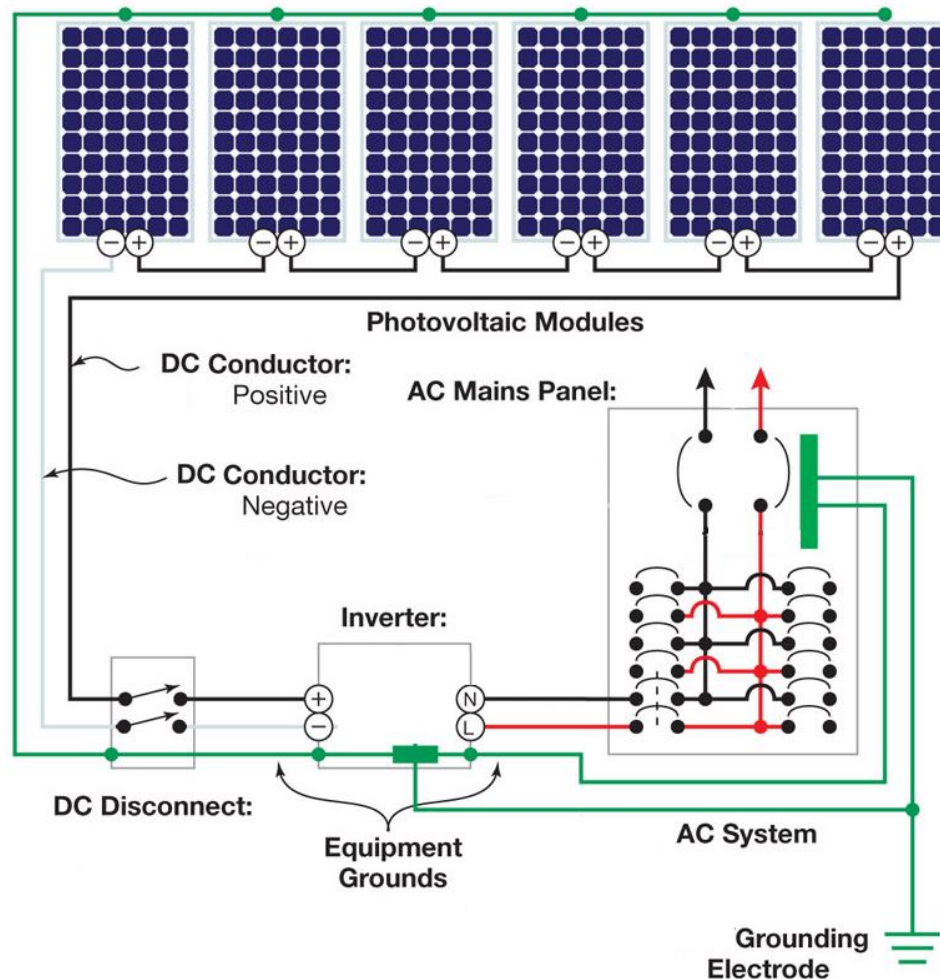 − + − + − + − + − + − +
Photovoltaic Modules
DC Conductor:
Positive
AC Mains Panel:
DC Conductor:
Negative
Inverter:
+
−
N
L
DC Disconnect:
Equipment
Grounds
AC System
Grounding
Electrode